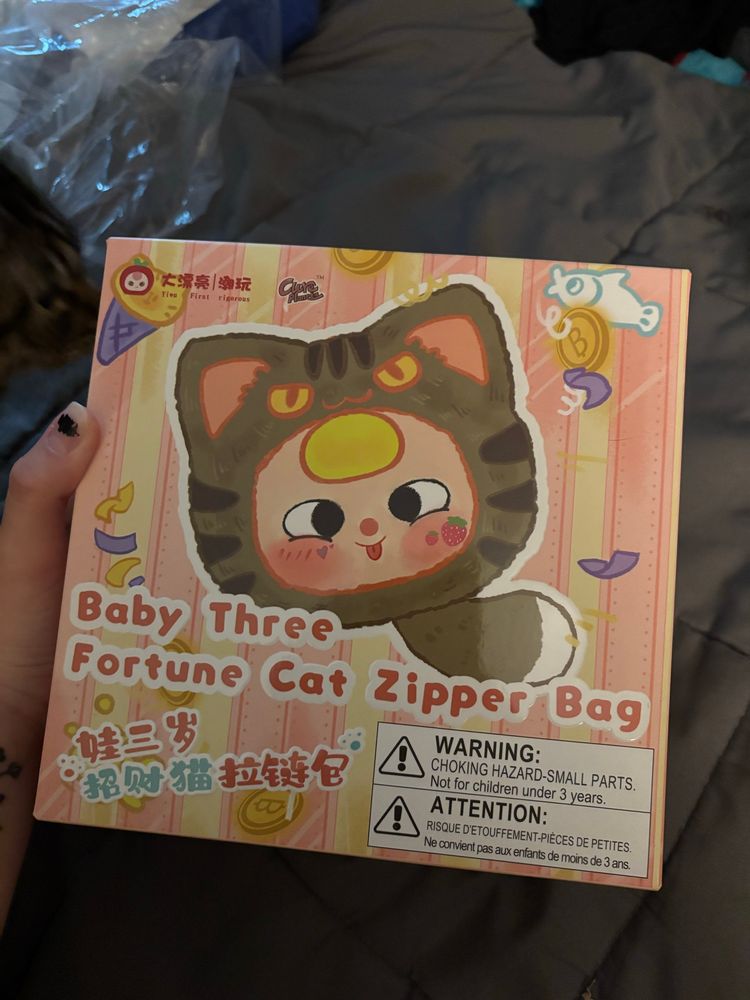 大漂亮|潮玩
Yiwu First rigorous
Baby Three
Fortune Cat Zipper Bag
娃三岁
招财猫拉链包
WARNING:
CHOKING HAZARD-SMALL PARTS.
Not for children under 3 years.
ATTENTION:
RISQUE D'ETOUFFEMENT-PIÈCES DE PETITES.
Ne convient pas aux enfants de moins de 3 ans.